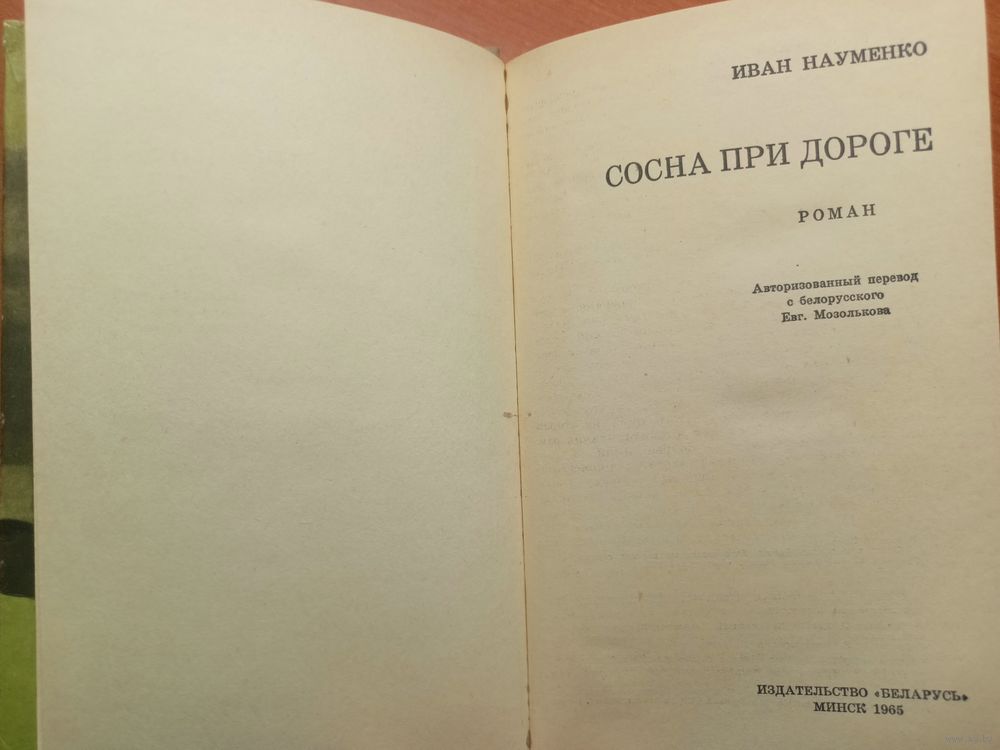 ИВАН НАУМЕНКО
СОСНА ПРИ ДОРОГЕ
РОМАН
Авторизованный перевод
с белорусского
Евг. Мозолькова
ИЗДАТЕЛЬСТВО «БЕЛАРУСЬ»
МИНСК 1965